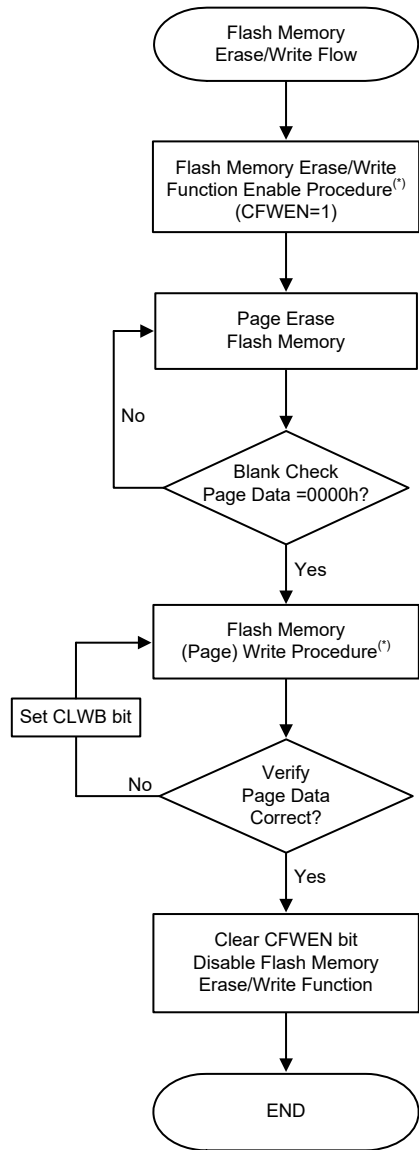 Flash Memory
Erase/Write Flow
Flash Memory Erase/Write
Function Enable Procedure(*)
(CFWEN=1)
Page Erase
Flash Memory
No
Blank Check
Page Data =0000h?
Yes
Flash Memory
(Page) Write Procedure(*)
Set CLWB bit
No
Verify
Page Data
Correct?
Yes
Clear CFWEN bit
Disable Flash Memory
Erase/Write Function
END